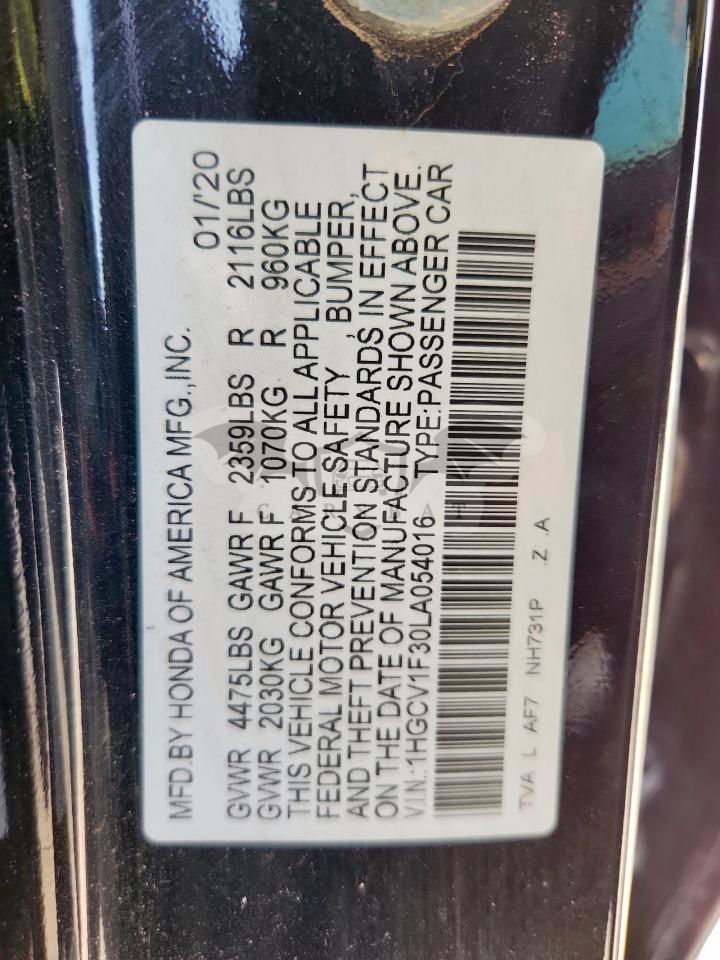 MFD.BY HONDA OF AMERICA MFG.,INC. 01/'20
GVWR 4475LBS GAWR F 2359LBS R 2116LBS
GVWR 2030KG GAWR F 1070KG R 960KG
THIS VEHICLE CONFORMS TO ALL APPLICABLE
FEDERAL MOTOR VEHICLE SAFETY , BUMPER,
AND THEFT PREVENTION STANDARDS IN EFFECT
ON THE DATE OF MANUFACTURE SHOWN ABOVE.
V.I.N.:1HGCV1F30LA054016 TYPE:PASSENGER CAR
TVA L AF7 NH731P .Z .A